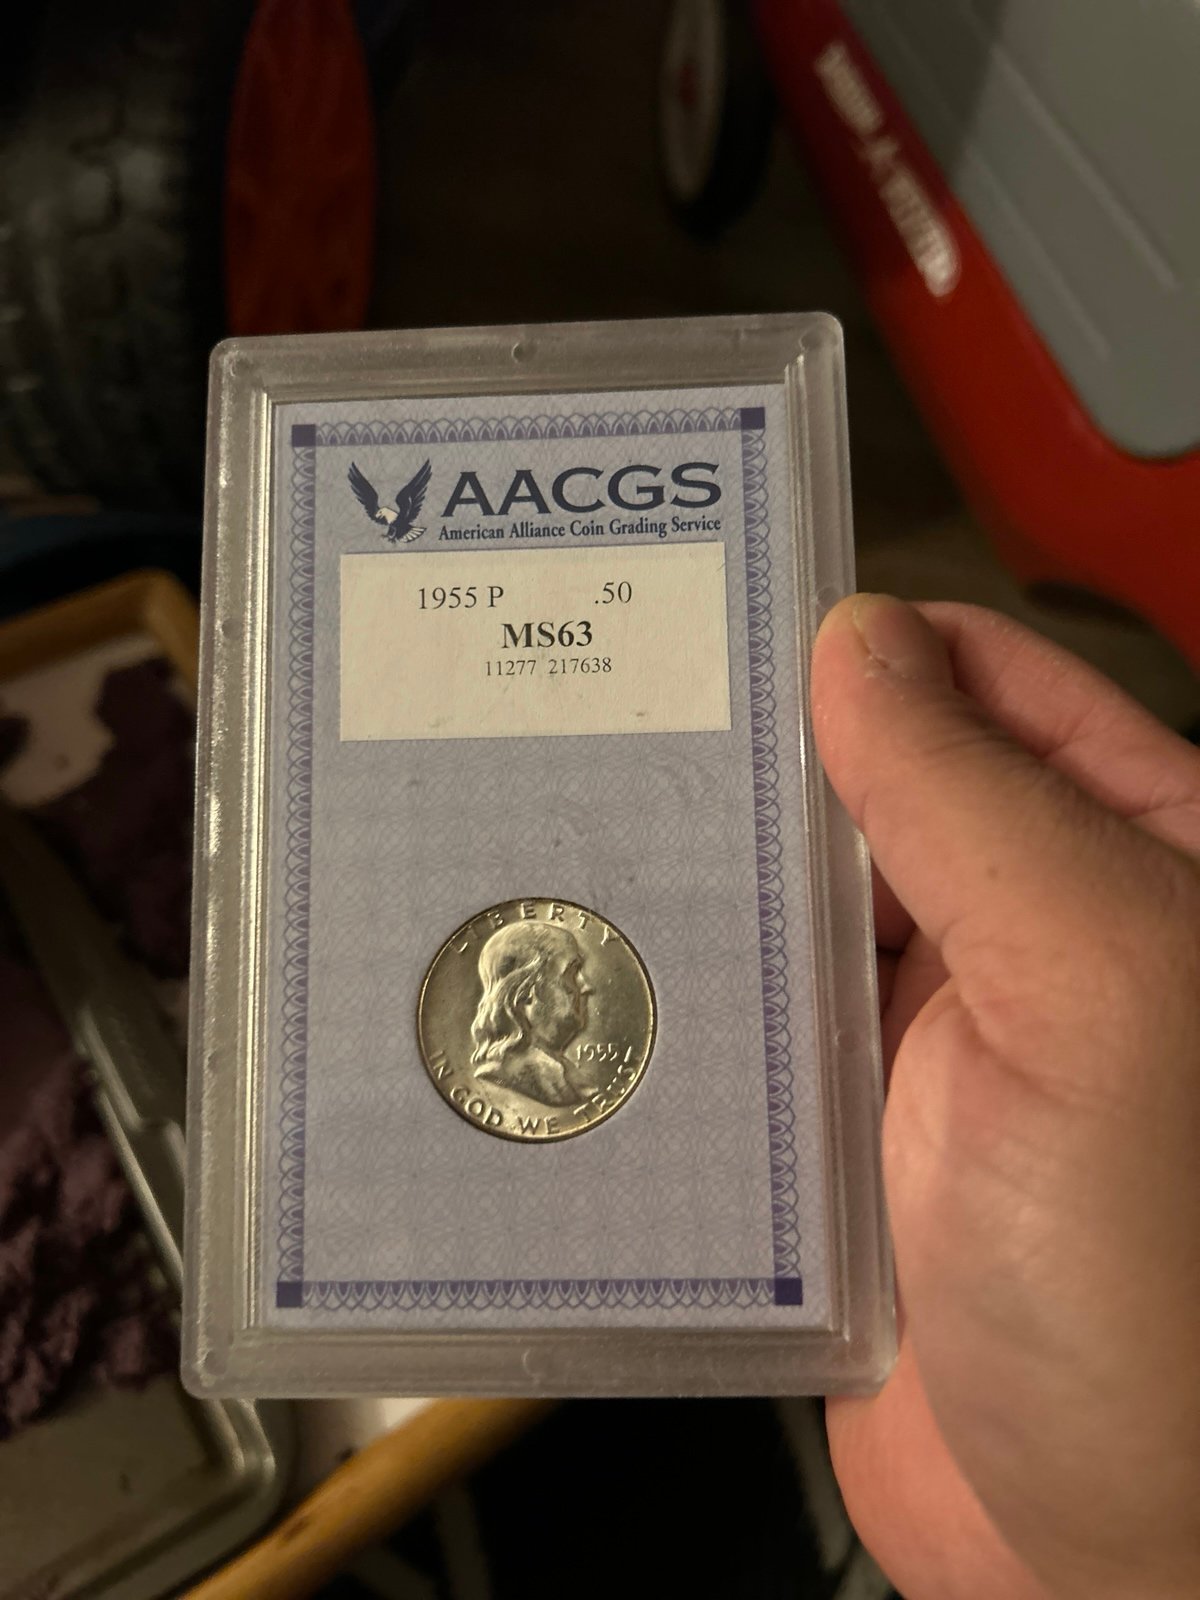 AACGS
American Alliance Coin Grading Service
1955 P .50
MS63
11277 217638
LIBERTY
1955
IN GOD WE TRUST